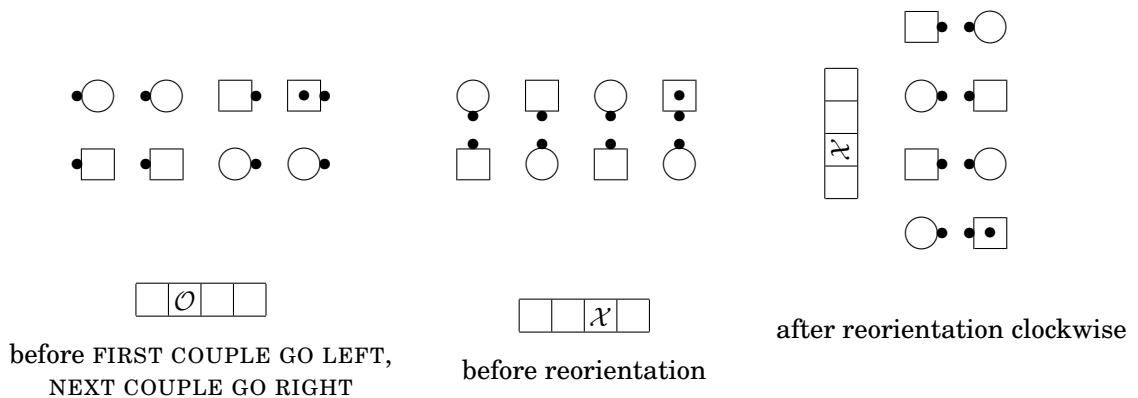 𝒪
𝒳
𝒳
before FIRST COUPLE GO LEFT,
NEXT COUPLE GO RIGHT
before reorientation
after reorientation clockwise